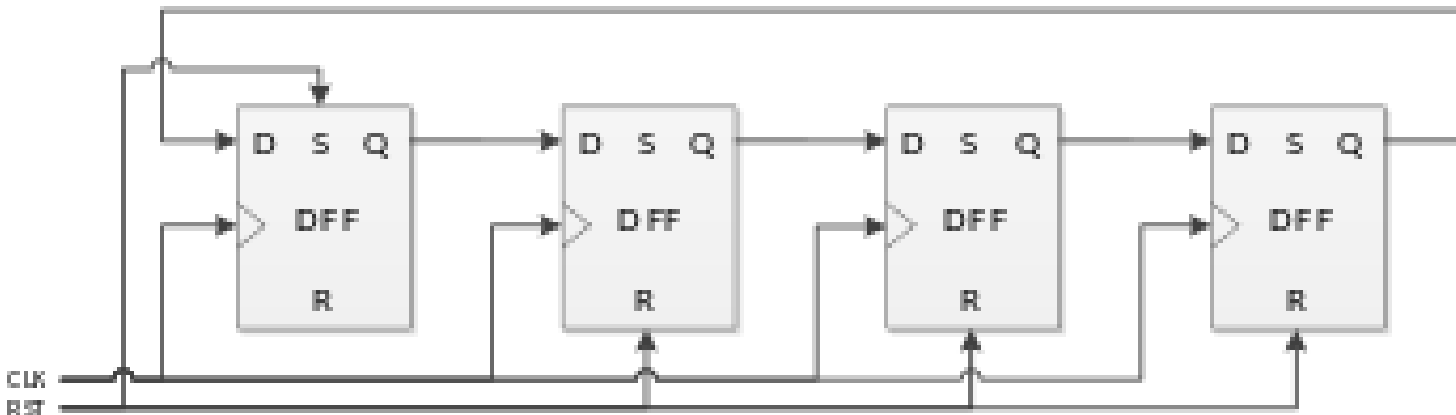 D S Q D S Q D S Q D S Q
DFF DFF DFF DFF
R R R R
CLK
RST